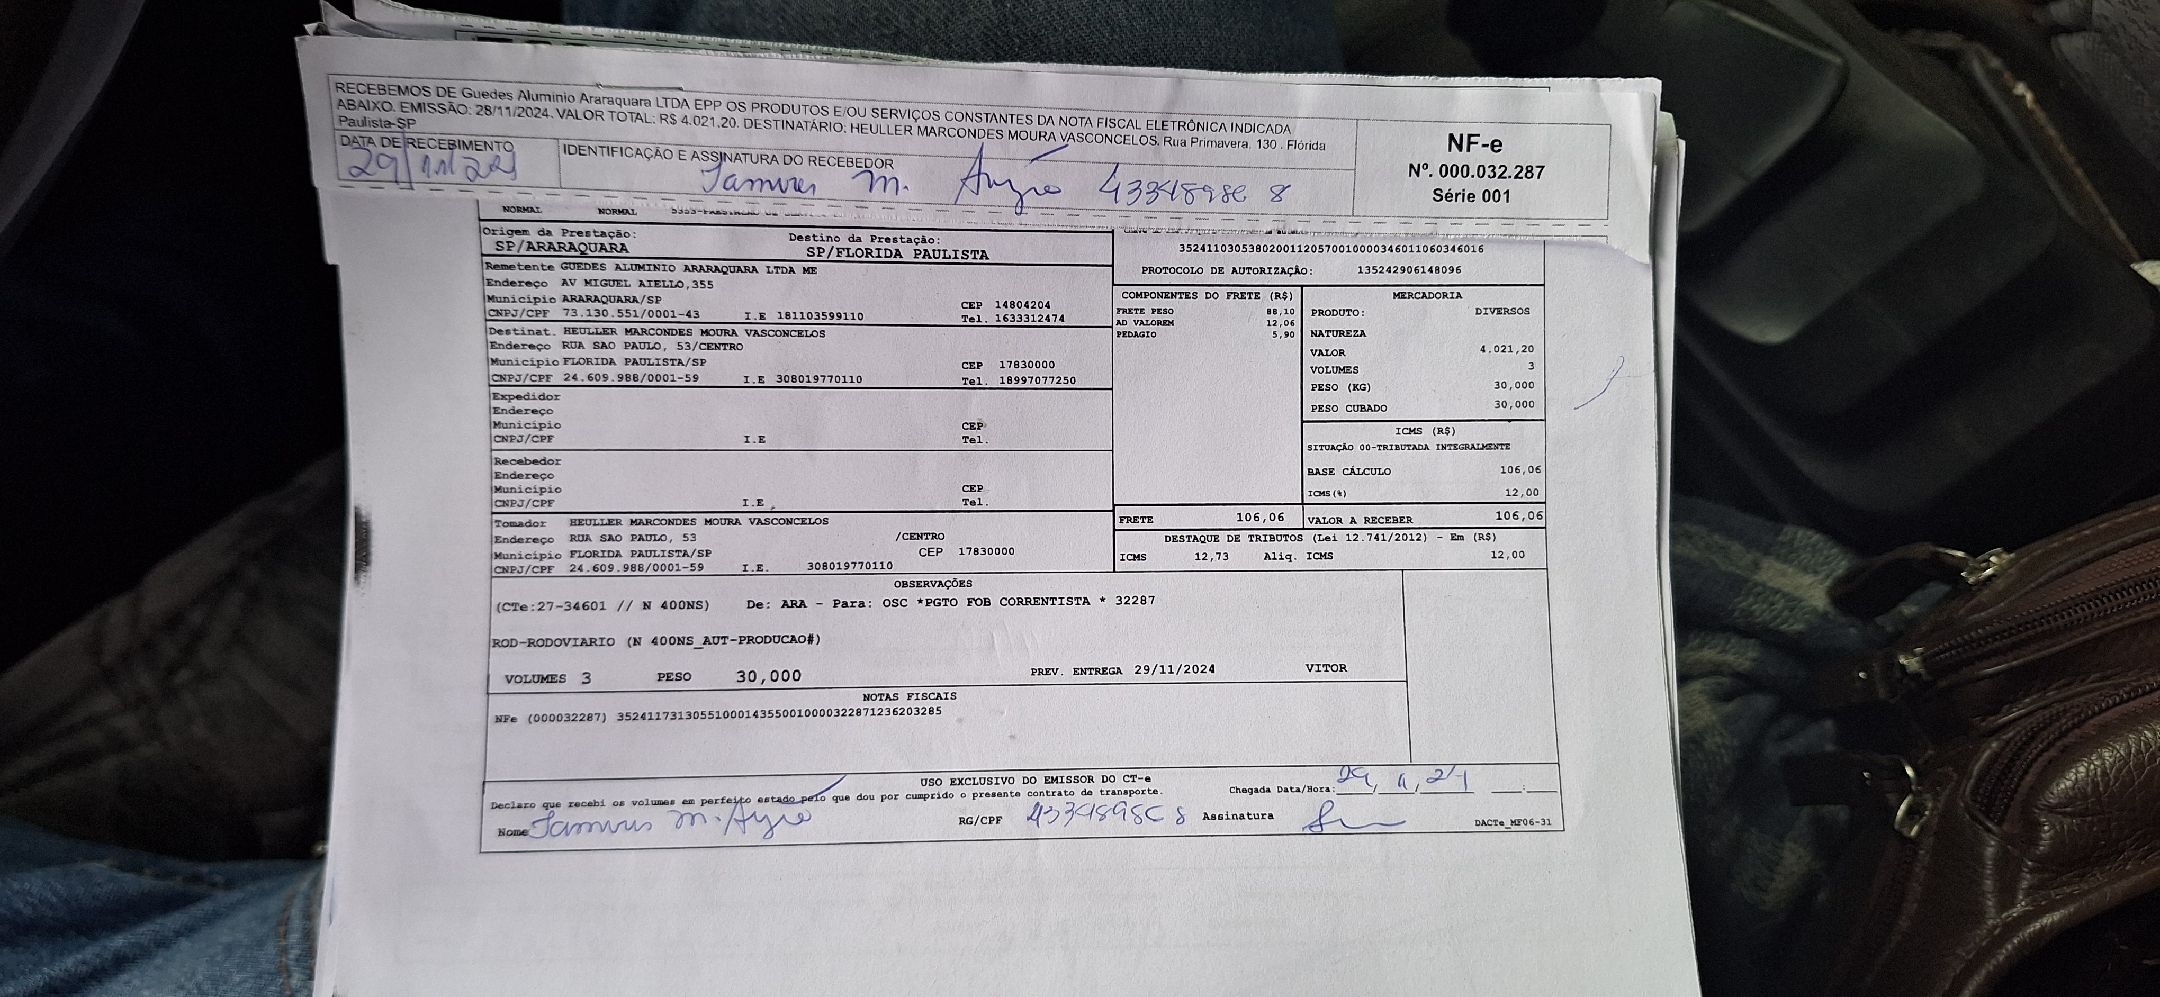 RECEBEMOS DE Guedes Aluminio Araraquara LTDA EPP OS PRODUTOS E/OU SERVIÇOS CONSTANTES DA NOTA FISCAL ELETRÔNICA INDICADA
ABAIXO. EMISSÃO: 28/11/2024. VALOR TOTAL: R$ 4.021,20. DESTINATÁRIO: HEULLER MARCONDES MOURA VASCONCELOS. Rua Primavera, 130 . Flórida
Paulista-SP
DATA DE RECEBIMENTO
29/11/
IDENTIFICAÇÃO E ASSINATURA DO RECEBEDOR
M.
NF-e
Nº. 000.032.287
Série 001
NORMAL NORMAL
Origem da Prestação:
SP/ARARAQUARA
Destino da Prestação:
SP/FLORIDA PAULISTA
Remetente GUEDES ALUMINIO ARARAQUARA LTDA ME
Endereço AV MIGUEL AIELLO,355
Município ARARAQUARA/SP CEP 14804204
CNPJ/CPF 73.130.551/0001-43 I.E 181103599110 Tel. 1633312474
Destinat. HEULLER MARCONDES MOURA VASCONCELOS
Endereço RUA SAO PAULO, 53/CENTRO
Município FLORIDA PAULISTA/SP CEP 17830000
CNPJ/CPF 24.609.988/0001-59 I.E 308019770110 Tel. 18997077250
Expedidor
Endereço
Município CEP
CNPJ/CPF I.E Tel.
Recebedor
Endereço
Município CEP
CNPJ/CPF I.E Tel.
Tomador HEULLER MARCONDES MOURA VASCONCELOS
Endereço RUA SAO PAULO, 53 /CENTRO
Município FLORIDA PAULISTA/SP CEP 17830000
CNPJ/CPF 24.609.988/0001-59 I.E. 308019770110
35241103053802001120570010000346011060346016
PROTOCOLO DE AUTORIZAÇÃO: 135242906148096
COMPONENTES DO FRETE (R$)
FRETE PESO 88,10
AD VALOREM 12,06
PEDAGIO 5,90
MERCADORIA
PRODUTO: DIVERSOS
NATUREZA
VALOR 4.021,20
VOLUMES 3
PESO (KG) 30,000
PESO CUBADO 30,000
ICMS (R$)
SITUAÇÃO 00-TRIBUTADA INTEGRALMENTE
BASE CÁLCULO 106,06
ICMS(%) 12,00
FRETE 106,06
VALOR A RECEBER 106,06
DESTAQUE DE TRIBUTOS (Lei 12.741/2012) - Em (R$)
ICMS 12,73 Aliq. ICMS 12,00
OBSERVAÇÕES
(CTe:27-34601 // N 400NS) De: ARA - Para: OSC *PGTO FOB CORRENTISTA * 32287
ROD-RODOVIARIO (N 400NS_AUT-PRODUCAO#)
VOLUMES 3 PESO 30,000 PREV. ENTREGA 29/11/2024 VITOR
NOTAS FISCAIS
NFe (000032287) 35241173130551000143550010000322871236203285
USO EXCLUSIVO DO EMISSOR DO CT-e
Declaro que recebi os volumes em perfeito estado pelo que dou por cumprido o presente contrato de transporte.
Chegada Data/Hora: 29, 11, 24 __:__
Nome M. RG/CPF Assinatura
DACTe_MF06-31